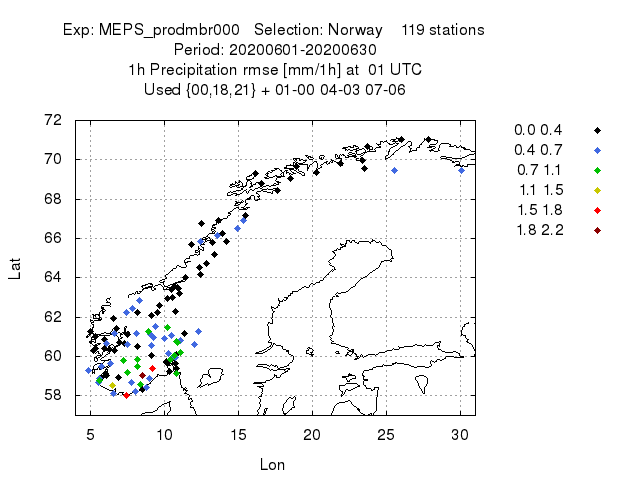 Exp: MEPS_prodmbr000 Selection: Norway 119 stations
Period: 20200601-20200630
1h Precipitation rmse [mm/1h] at 01 UTC
Used {00,18,21} + 01-00 04-03 07-06
72
70
68
66
64
62
60
58
Lat
5 10 15 20 25 30
Lon
0.0 0.4
0.4 0.7
0.7 1.1
1.1 1.5
1.5 1.8
1.8 2.2